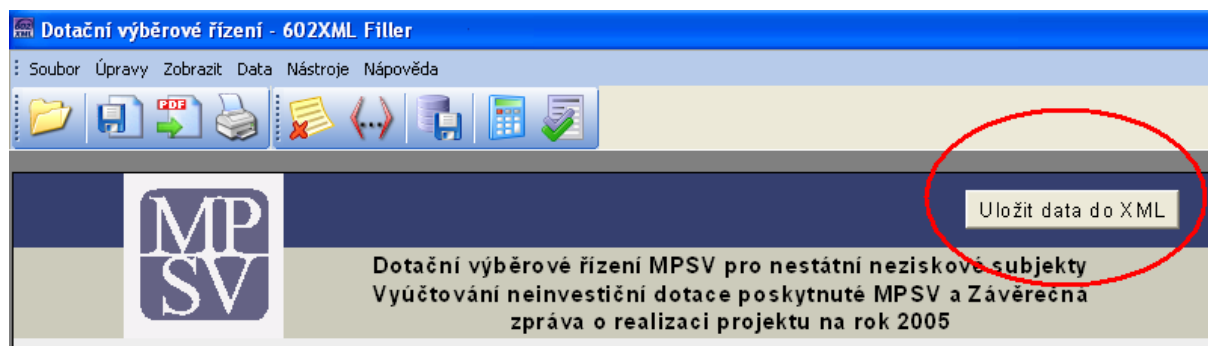 Dotační výběrové řízení - 602XML Filler
Soubor Úpravy Zobrazit Data Nástroje Nápověda
PDF
Uložit data do XML
MP
SV
Dotační výběrové řízení MPSV pro nestátní neziskové subjekty
Vyúčtování neinvestiční dotace poskytnuté MPSV a Závěrečná
zpráva o realizaci projektu na rok 2005